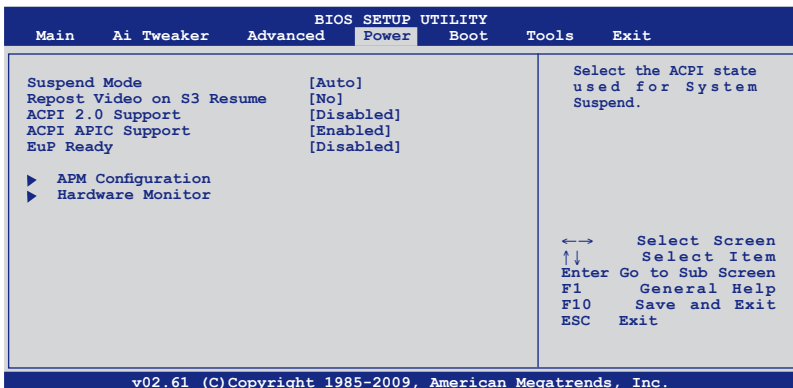 BIOS SETUP UTILITY
Main Ai Tweaker Advanced Power Boot Tools Exit
Suspend Mode [Auto]
Repost Video on S3 Resume [No]
ACPI 2.0 Support [Disabled]
ACPI APIC Support [Enabled]
EuP Ready [Disabled]
▶ APM Configuration
▶ Hardware Monitor
Select the ACPI state
used for System
Suspend.
←→ Select Screen
↑↓ Select Item
Enter Go to Sub Screen
F1 General Help
F10 Save and Exit
ESC Exit
v02.61 (C)Copyright 1985-2009, American Megatrends, Inc.